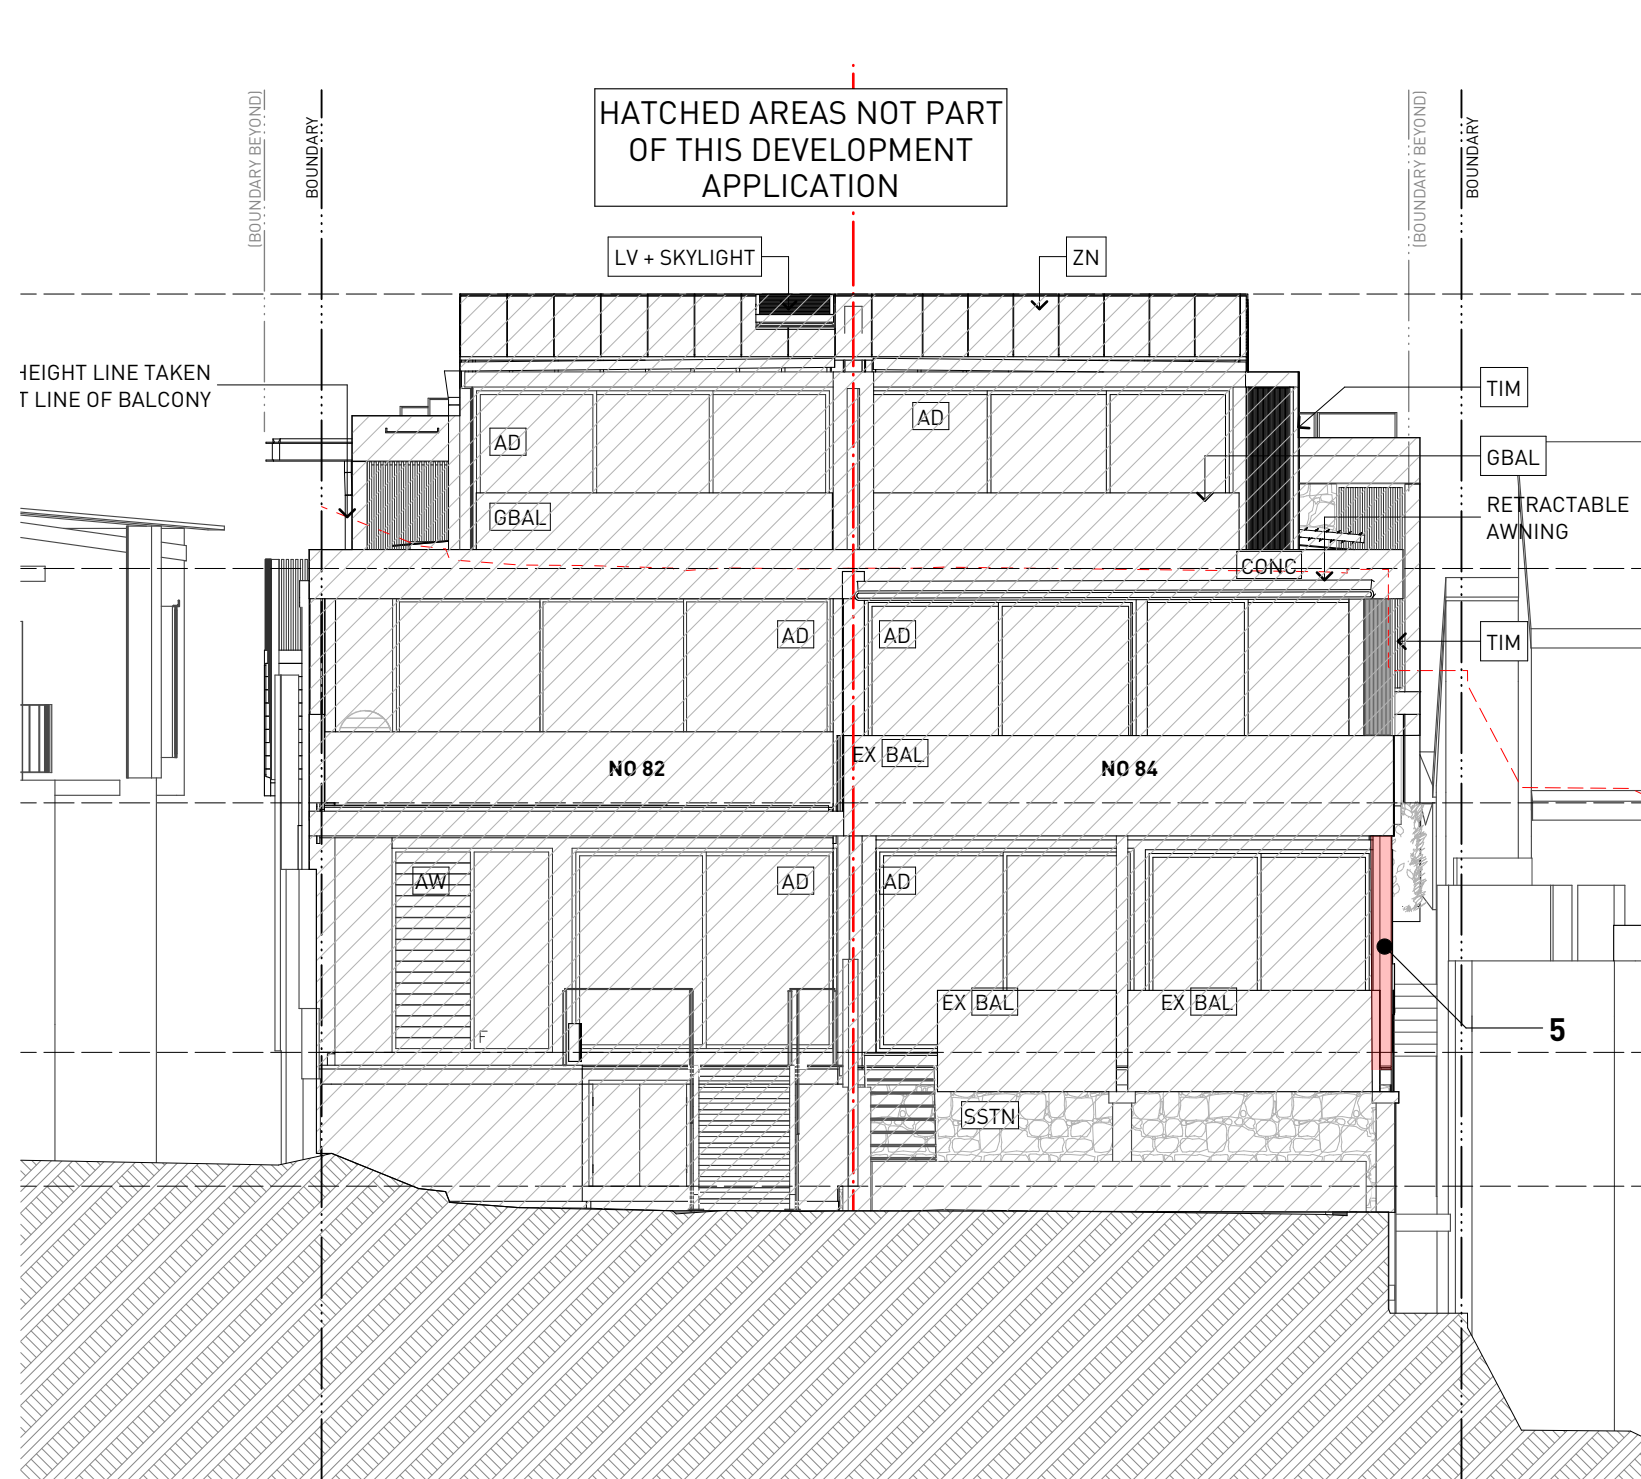 HATCHED AREAS NOT PART
OF THIS DEVELOPMENT
APPLICATION
(BOUNDARY BEYOND)
BOUNDARY
(BOUNDARY BEYOND)
BOUNDARY
LV + SKYLIGHT
ZN
HEIGHT LINE TAKEN
T LINE OF BALCONY
TIM
AD
AD
GBAL
GBAL
RETRACTABLE
AWNING
CONC
AD
AD
TIM
EX BAL
NO 82
NO 84
AW
AD
AD
EX BAL
EX BAL
F
5
SSTN